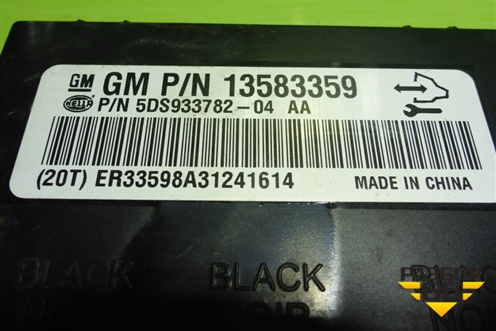 GM GM P/N 13583359
HELLA P/N 5DS933782-04 AA
(20T) ER33598A31241614 MADE IN CHINA
BLACK BLACK